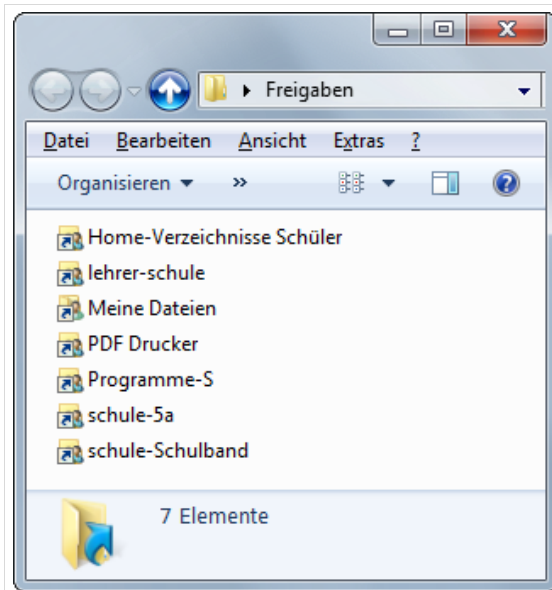 Freigaben
Datei Bearbeiten Ansicht Extras ?
Organisieren »
Home-Verzeichnisse Schüler
lehrer-schule
Meine Dateien
PDF Drucker
Programme-S
schule-5a
schule-Schulband
7 Elemente